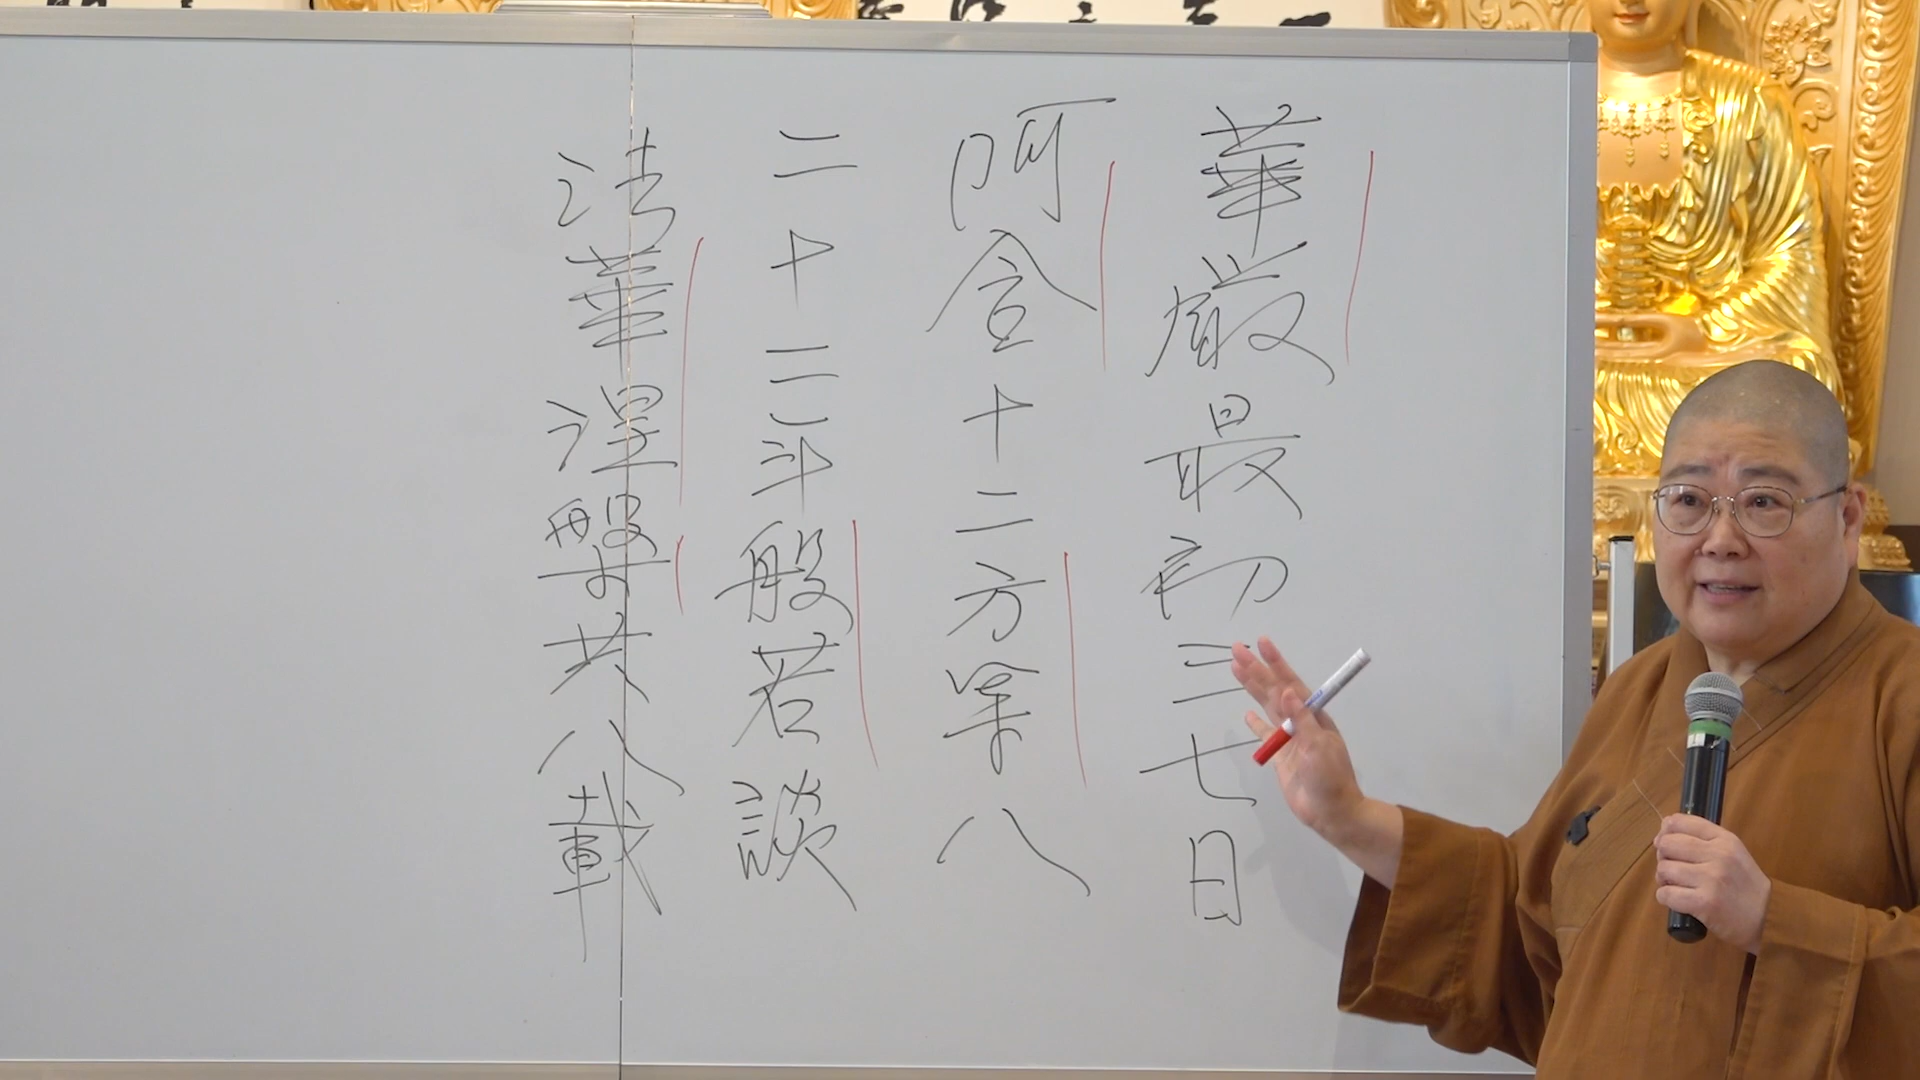 華嚴最初三七日
阿含十二方等八
二十二年般若談
法華涅槃共八載